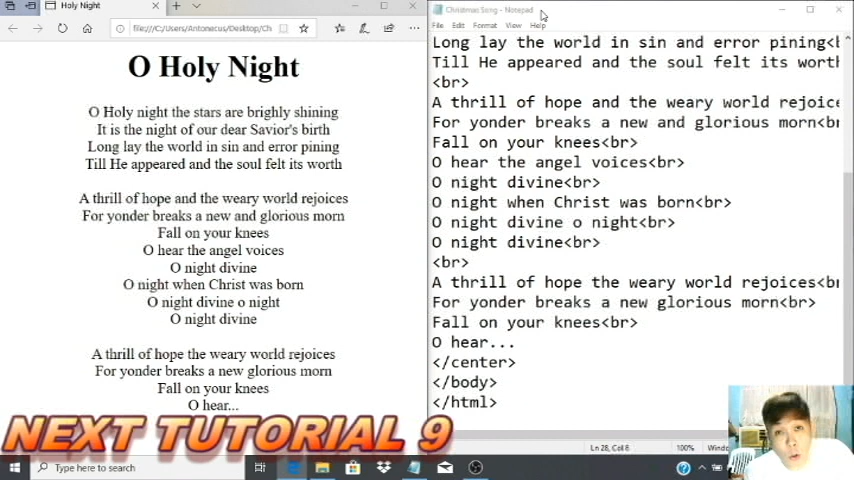 Holy Night
Christmas Song - Notepad
file:///C:/Users/Antonecus/Desktop/Ch
File Edit Format View Help
O Holy Night
O Holy night the stars are brighly shining
It is the night of our dear Savior's birth
Long lay the world in sin and error pining
Till He appeared and the soul felt its worth
A thrill of hope and the weary world rejoices
For yonder breaks a new and glorious morn
Fall on your knees
O hear the angel voices
O night divine
O night when Christ was born
O night divine o night
O night divine
A thrill of hope the weary world rejoices
For yonder breaks a new glorious morn
Fall on your knees
O hear...
Long lay the world in sin and error pining<b
Till He appeared and the soul felt its worth
<br>
A thrill of hope and the weary world rejoice
For yonder breaks a new and glorious morn<br
Fall on your knees<br>
O hear the angel voices<br>
O night divine<br>
O night when Christ was born<br>
O night divine o night<br>
O night divine<br>
<br>
A thrill of hope the weary world rejoices<br
For yonder breaks a new glorious morn<br>
Fall on your knees<br>
O hear...
</center>
</body>
</html>
Ln 28, Col 6 100% Windo
NEXT TUTORIAL 9
Type here to search